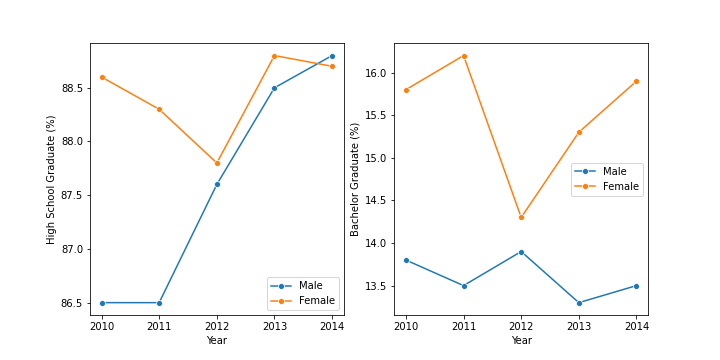 High School Graduate (%)
88.5
88.0
87.5
87.0
86.5
2010 2011 2012 2013 2014
Year
Male
Female
Bachelor Graduate (%)
16.0
15.5
15.0
14.5
14.0
13.5
2010 2011 2012 2013 2014
Year
Male
Female